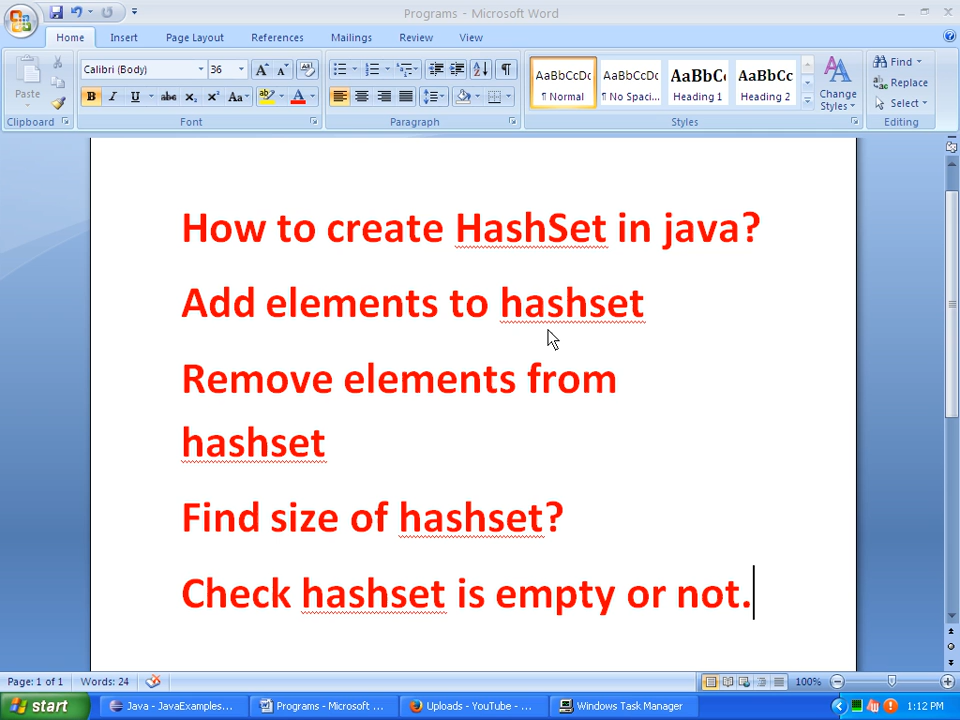 Programs - Microsoft Word
Home Insert Page Layout References Mailings Review View
Calibri (Body) 36
Paste
AaBbCcDc AaBbCcDc AaBbC AaBbCc
¶ Normal ¶ No Spaci... Heading 1 Heading 2
Change Styles
Find
Replace
Select
Clipboard Font Paragraph Styles Editing
How to create HashSet in java?
Add elements to hashset
Remove elements from
hashset
Find size of hashset?
Check hashset is empty or not.
Page: 1 of 1 Words: 24 100%
start Java - JavaExamples... Programs - Microsoft ... Uploads - YouTube - ... Windows Task Manager 1:12 PM